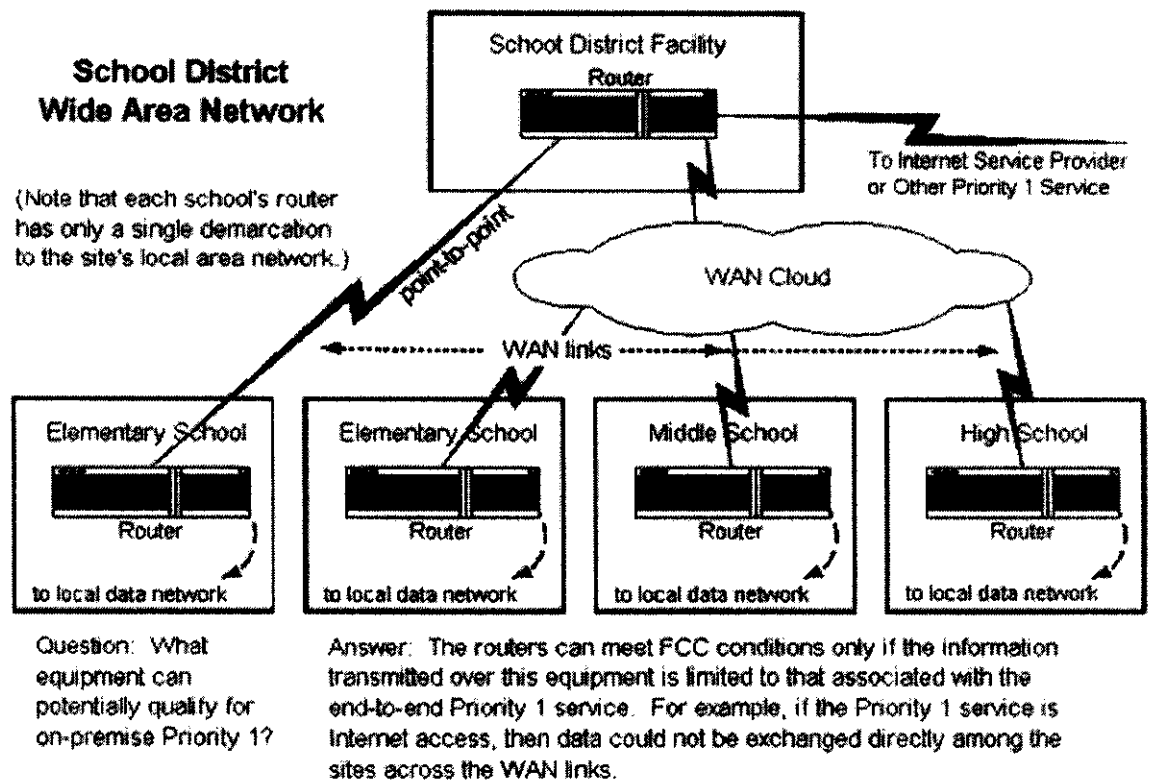 School District
Wide Area Network
(Note that each school's router
has only a single demarcation
to the site's local area network.)
School District Facility
Router
To Internet Service Provider
or Other Priority 1 Service
point-to-point
WAN Cloud
WAN links
Elementary School
Router
to local data network
Elementary School
Router
to local data network
Middle School
Router
to local data network
High School
Router
to local data network
Question: What
equipment can
potentially qualify for
on-premise Priority 1?
Answer: The routers can meet FCC conditions only if the information
transmitted over this equipment is limited to that associated with the
end-to-end Priority 1 service. For example, if the Priority 1 service is
Internet access, then data could not be exchanged directly among the
sites across the WAN links.